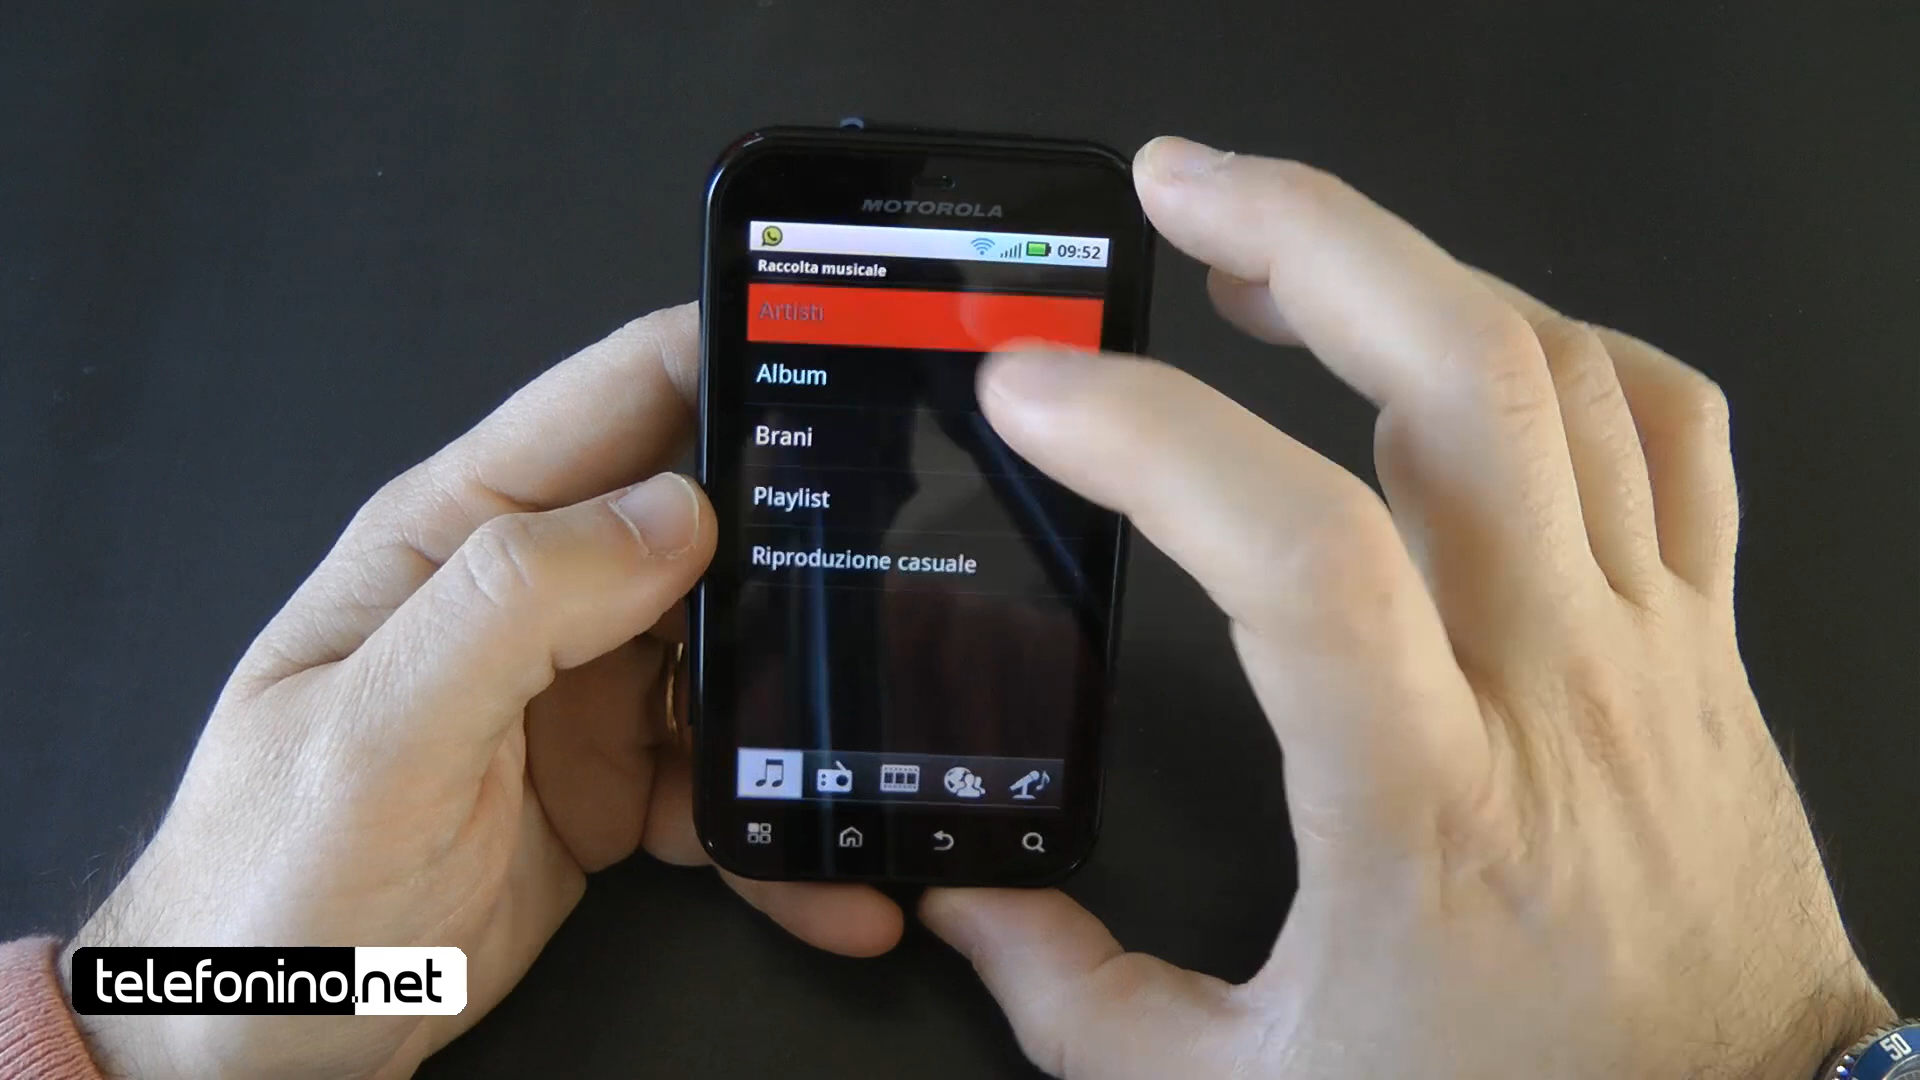 MOTOROLA
09:52
Raccolta musicale
Artisti
Album
Brani
Playlist
Riproduzione casuale
telefonino.net
50